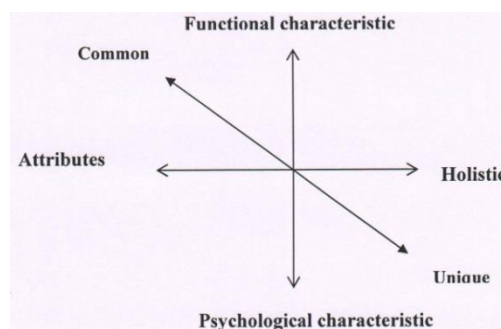 Functional characteristic
Common
Attributes
Holistic
Unique
Psychological characteristic